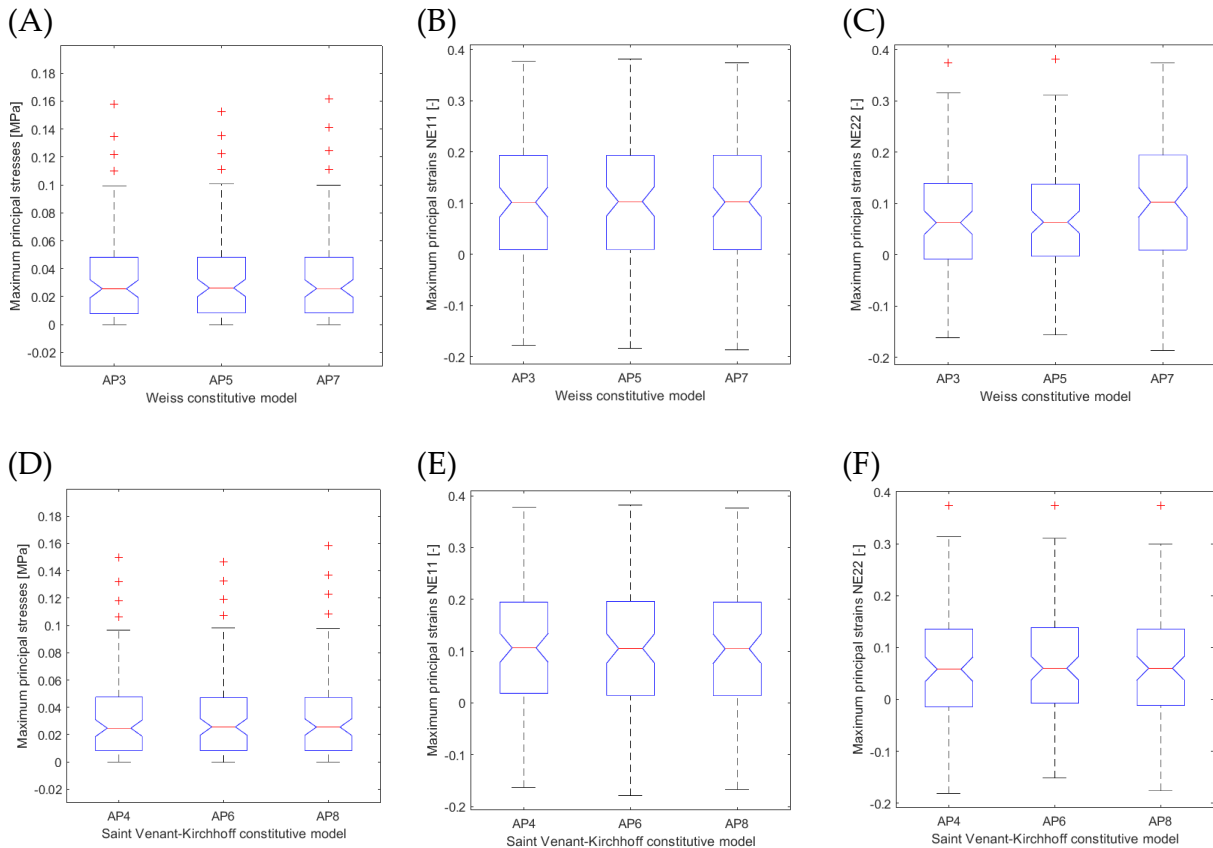 (A)
Maximum principal stresses [MPa]
0.18
0.16
0.14
0.12
0.1
0.08
0.06
0.04
0.02
0
-0.02
AP3 AP5 AP7
Weiss constitutive model
(B)
Maximum principal strains NE11 [-]
0.4
0.3
0.2
0.1
0
-0.1
-0.2
AP3 AP5 AP7
Weiss constitutive model
(C)
Maximum principal strains NE22 [-]
0.4
0.3
0.2
0.1
0
-0.1
-0.2
AP3 AP5 AP7
Weiss constitutive model
(D)
Maximum principal stresses [MPa]
0.18
0.16
0.14
0.12
0.1
0.08
0.06
0.04
0.02
0
-0.02
AP4 AP6 AP8
Saint Venant-Kirchhoff constitutive model
(E)
Maximum principal strains NE11 [-]
0.4
0.3
0.2
0.1
0
-0.1
-0.2
AP4 AP6 AP8
Saint Venant-Kirchhoff constitutive model
(F)
Maximum principal strains NE22 [-]
0.4
0.3
0.2
0.1
0
-0.1
-0.2
AP4 AP6 AP8
Saint Venant-Kirchhoff constitutive model